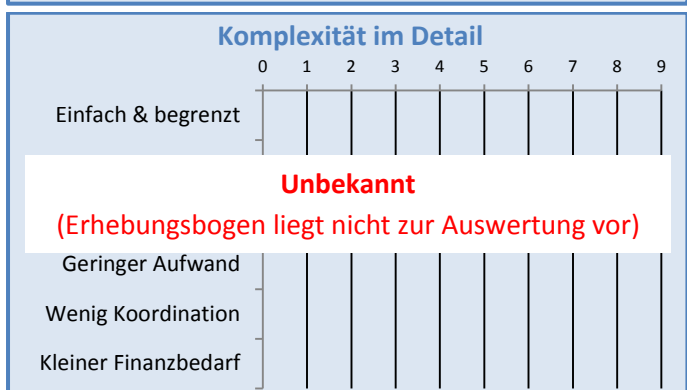 Komplexität im Detail
0 1 2 3 4 5 6 7 8 9
Einfach & begrenzt
Unbekannt
(Erhebungsbogen liegt nicht zur Auswertung vor)
Geringer Aufwand
Wenig Koordination
Kleiner Finanzbedarf